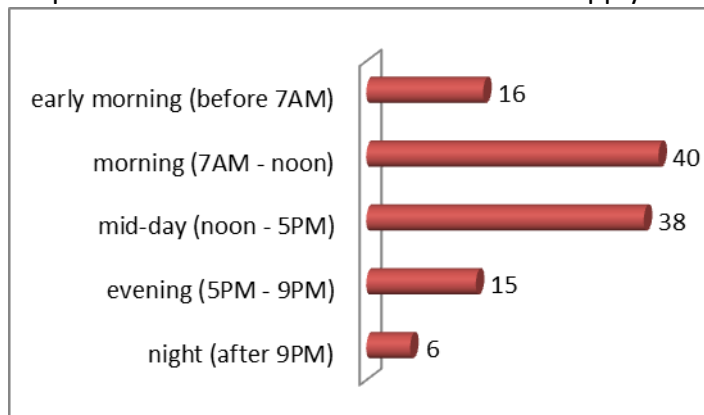 early morning (before 7AM) 16
morning (7AM - noon) 40
mid-day (noon - 5PM) 38
evening (5PM - 9PM) 15
night (after 9PM) 6